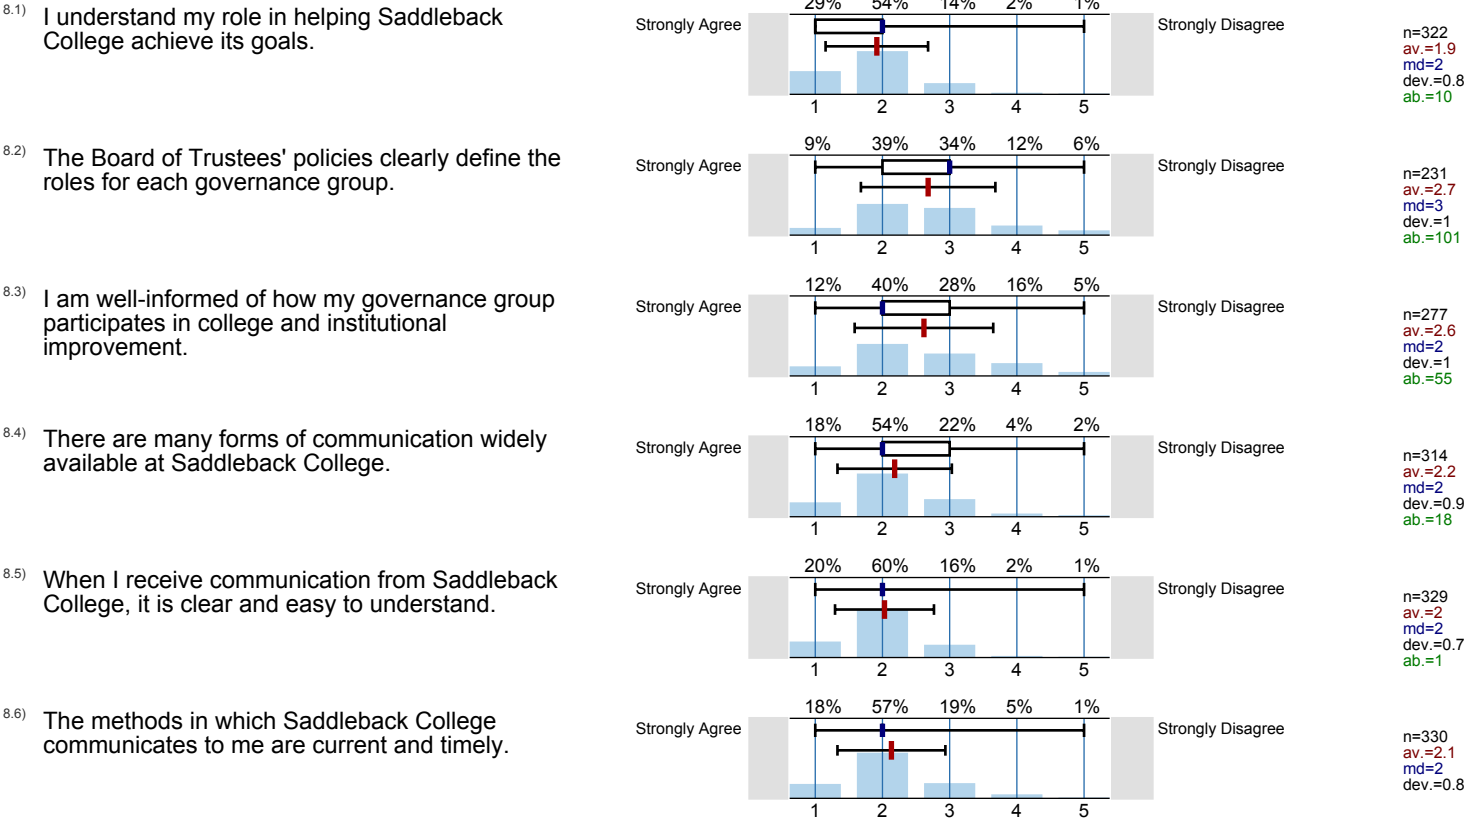 8.1) I understand my role in helping Saddleback
College achieve its goals.
29% 54% 14% 2% 1%
Strongly Agree Strongly Disagree
n=322
av.=1.9
md=2
dev.=0.8
ab.=10
1 2 3 4 5
8.2) The Board of Trustees' policies clearly define the
roles for each governance group.
9% 39% 34% 12% 6%
Strongly Agree Strongly Disagree
n=231
av.=2.7
md=3
dev.=1
ab.=101
1 2 3 4 5
8.3) I am well-informed of how my governance group
participates in college and institutional
improvement.
12% 40% 28% 16% 5%
Strongly Agree Strongly Disagree
n=277
av.=2.6
md=2
dev.=1
ab.=55
1 2 3 4 5
8.4) There are many forms of communication widely
available at Saddleback College.
18% 54% 22% 4% 2%
Strongly Agree Strongly Disagree
n=314
av.=2.2
md=2
dev.=0.9
ab.=18
1 2 3 4 5
8.5) When I receive communication from Saddleback
College, it is clear and easy to understand.
20% 60% 16% 2% 1%
Strongly Agree Strongly Disagree
n=329
av.=2
md=2
dev.=0.7
ab.=1
1 2 3 4 5
8.6) The methods in which Saddleback College
communicates to me are current and timely.
18% 57% 19% 5% 1%
Strongly Agree Strongly Disagree
n=330
av.=2.1
md=2
dev.=0.8
1 2 3 4 5